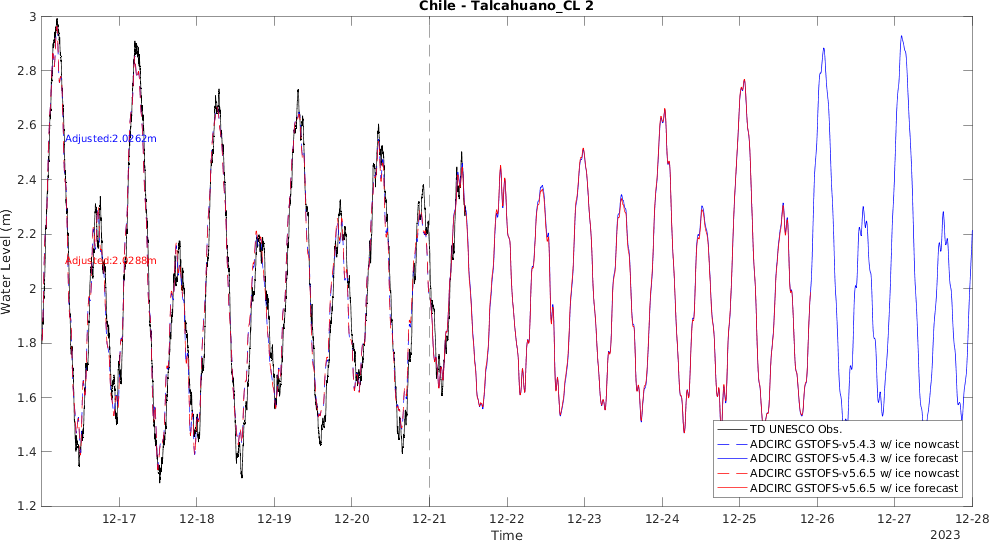 Chile - Talcahuano_CL 2
3
2.8
2.6
2.4
2.2
2
1.8
1.6
1.4
1.2
Water Level (m)
Adjusted:2.0262m
Adjusted:2.0288m
TD UNESCO Obs.
ADCIRC GSTOFS-v5.4.3 w/ ice nowcast
ADCIRC GSTOFS-v5.4.3 w/ ice forecast
ADCIRC GSTOFS-v5.6.5 w/ ice nowcast
ADCIRC GSTOFS-v5.6.5 w/ ice forecast
12-17 12-18 12-19 12-20 12-21 12-22 12-23 12-24 12-25 12-26 12-27 12-28
Time
2023